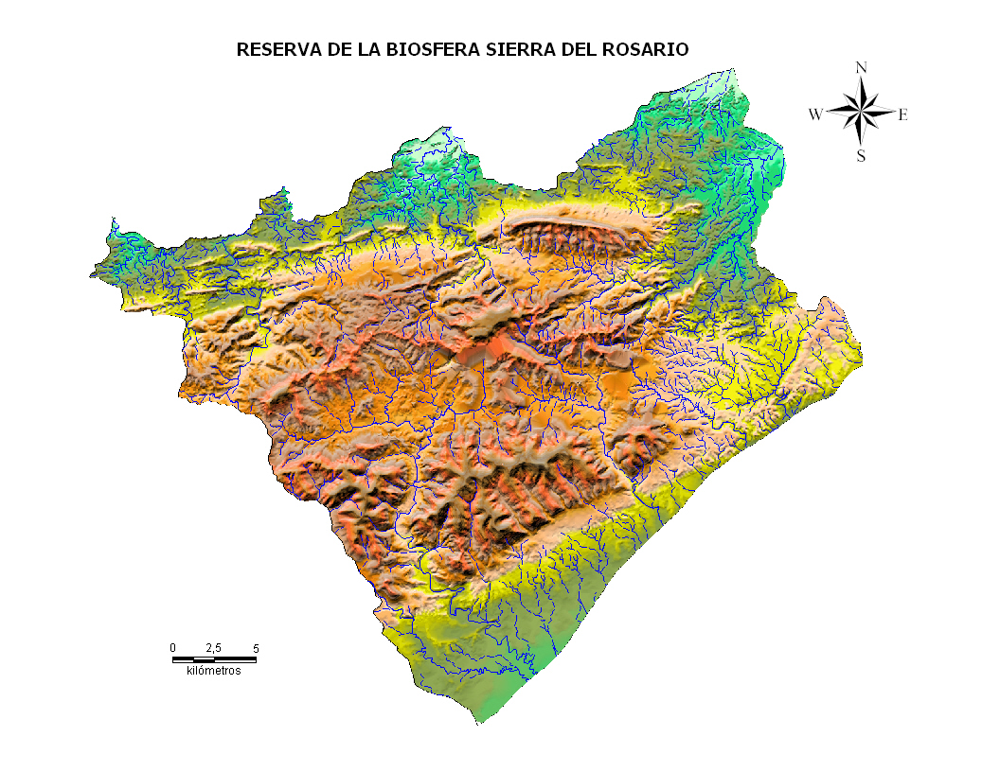 RESERVA DE LA BIOSFERA SIERRA DEL ROSARIO
N
W E
S
0 2,5 5
kilómetros